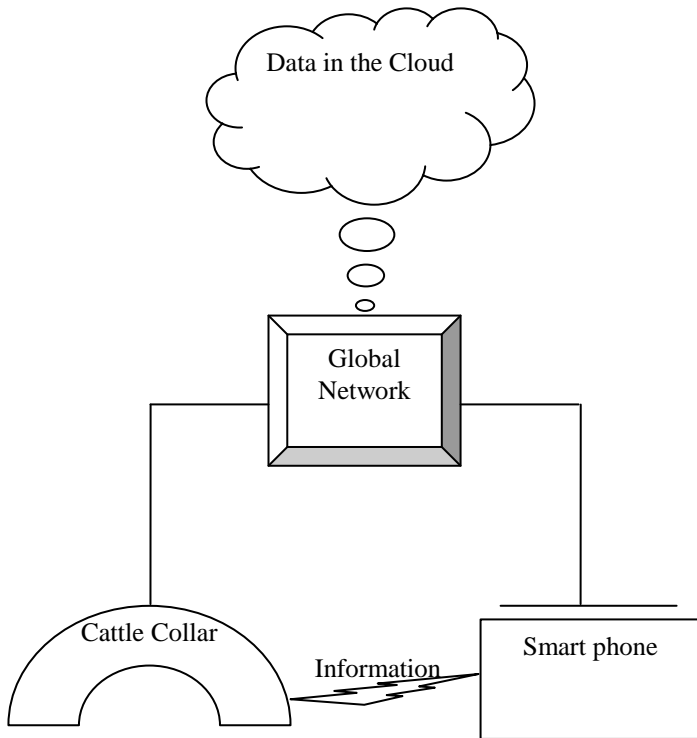 Data in the Cloud
Global
Network
Cattle Collar
Information
Smart phone